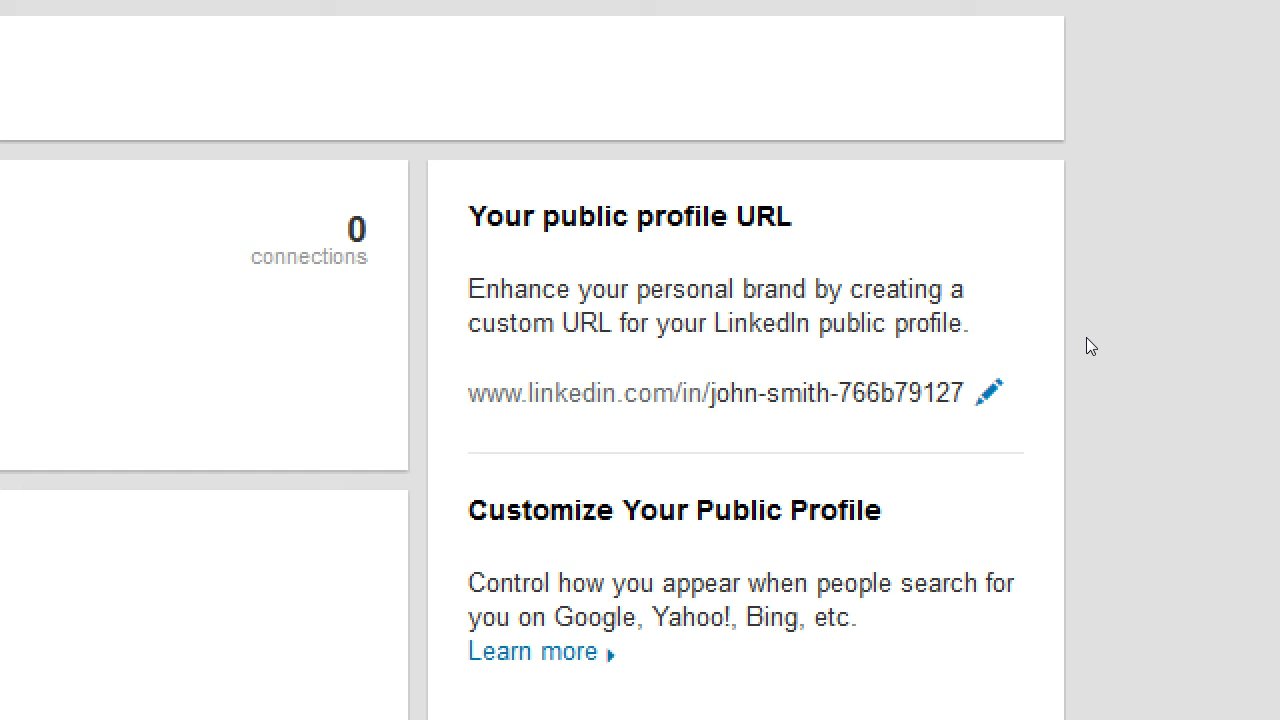 0
connections
Your public profile URL
Enhance your personal brand by creating a
custom URL for your LinkedIn public profile.
www.linkedin.com/in/john-smith-766b79127
Customize Your Public Profile
Control how you appear when people search for
you on Google, Yahoo!, Bing, etc.
Learn more